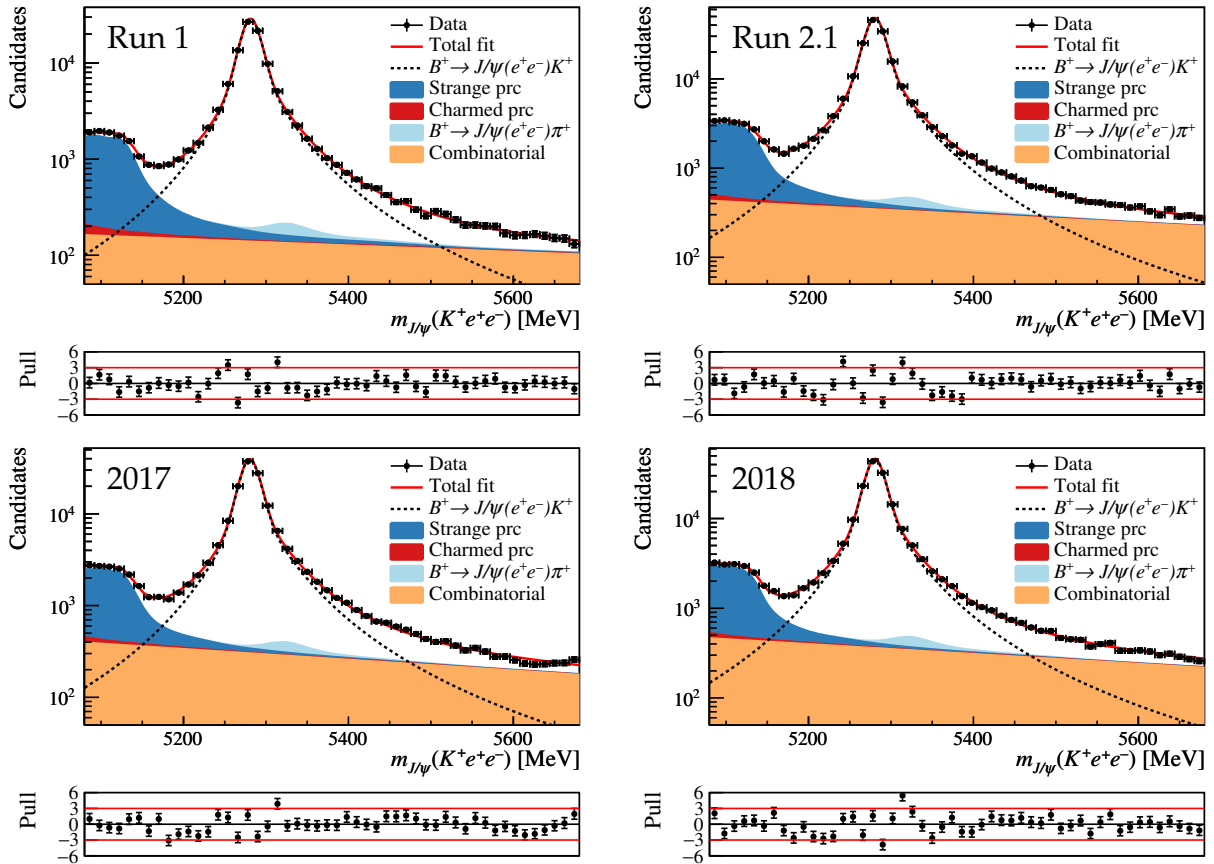 Run 1
Candidates
10⁴
10³
10²
Data
Total fit
B⁺→ J/ψ(e⁺e⁻)K⁺
Strange prc
Charmed prc
B⁺→ J/ψ(e⁺e⁻)π⁺
Combinatorial
5200 5400 5600
m_J/ψ(K⁺e⁺e⁻) [MeV]
Pull
6
3
0
−3
−6
Run 2.1
Candidates
10⁴
10³
10²
Data
Total fit
B⁺→ J/ψ(e⁺e⁻)K⁺
Strange prc
Charmed prc
B⁺→ J/ψ(e⁺e⁻)π⁺
Combinatorial
5200 5400 5600
m_J/ψ(K⁺e⁺e⁻) [MeV]
Pull
6
3
0
−3
−6
2017
Candidates
10⁴
10³
10²
Data
Total fit
B⁺→ J/ψ(e⁺e⁻)K⁺
Strange prc
Charmed prc
B⁺→ J/ψ(e⁺e⁻)π⁺
Combinatorial
5200 5400 5600
m_J/ψ(K⁺e⁺e⁻) [MeV]
Pull
6
3
0
−3
−6
2018
Candidates
10⁴
10³
10²
Data
Total fit
B⁺→ J/ψ(e⁺e⁻)K⁺
Strange prc
Charmed prc
B⁺→ J/ψ(e⁺e⁻)π⁺
Combinatorial
5200 5400 5600
m_J/ψ(K⁺e⁺e⁻) [MeV]
Pull
6
3
0
−3
−6